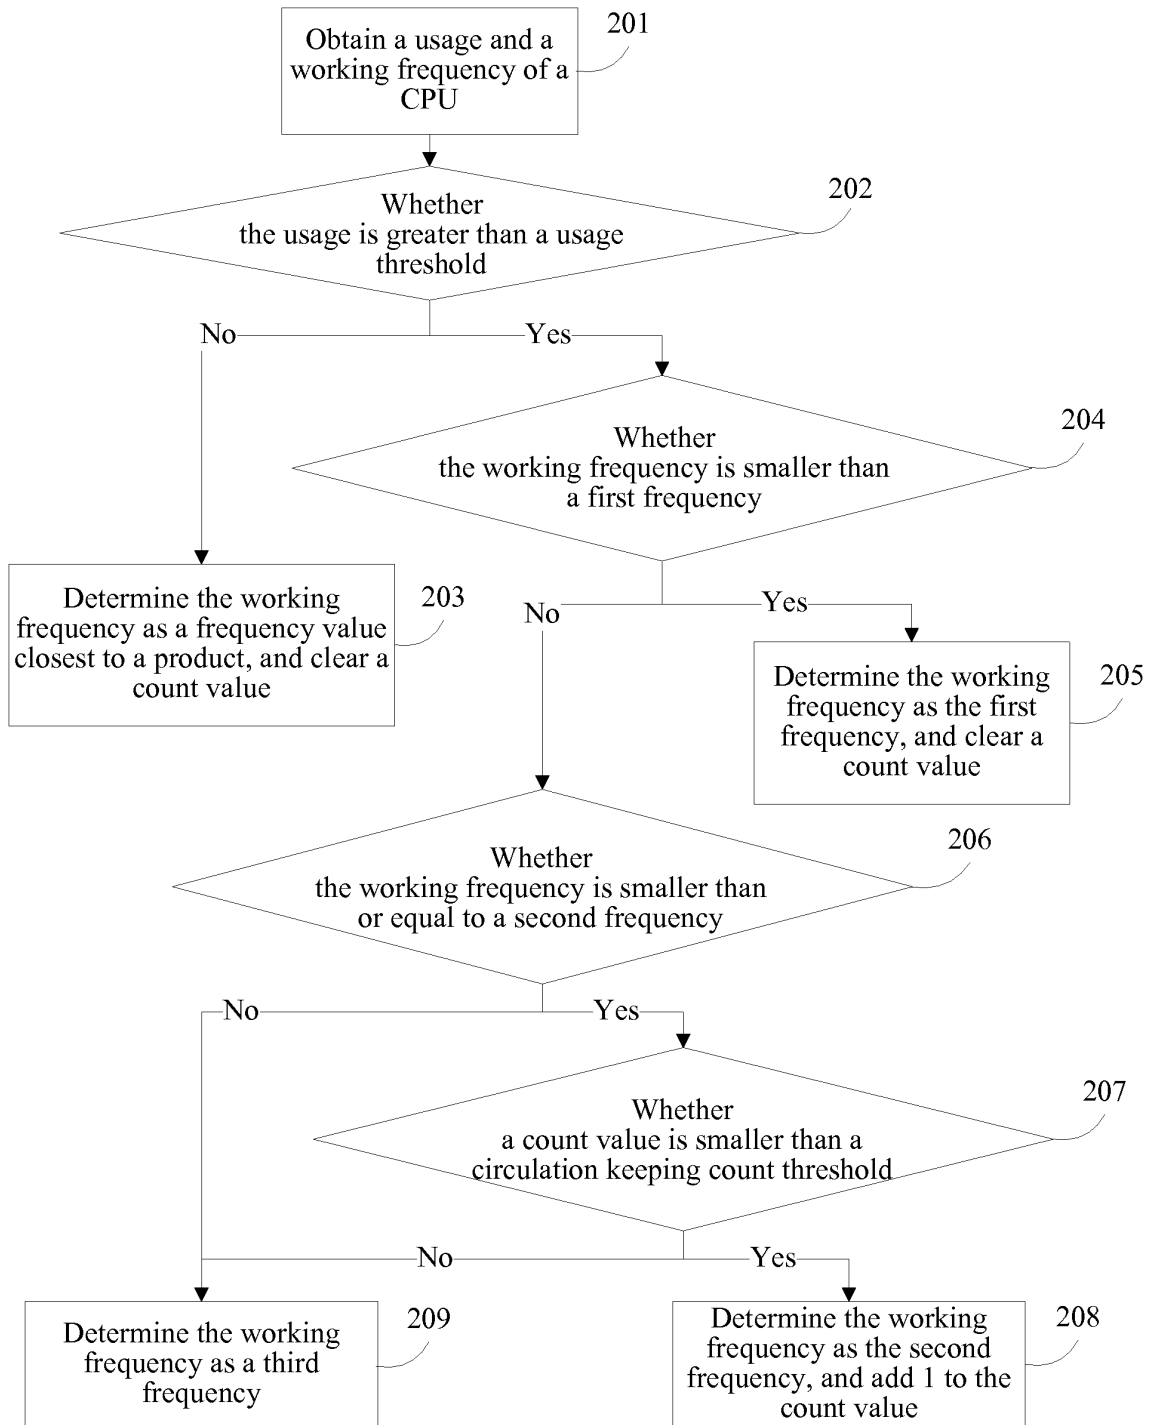 Obtain a usage and a
working frequency of a
CPU
201
Whether
the usage is greater than a usage
threshold
202
No
Yes
Whether
the working frequency is smaller than
a first frequency
204
Determine the working
frequency as a frequency value
closest to a product, and clear a
count value
203
No
Yes
Determine the working
frequency as the first
frequency, and clear a
count value
205
Whether
the working frequency is smaller than
or equal to a second frequency
206
No
Yes
Whether
a count value is smaller than a
circulation keeping count threshold
207
No
Yes
Determine the working
frequency as a third
frequency
209
Determine the working
frequency as the second
frequency, and add 1 to the
count value
208